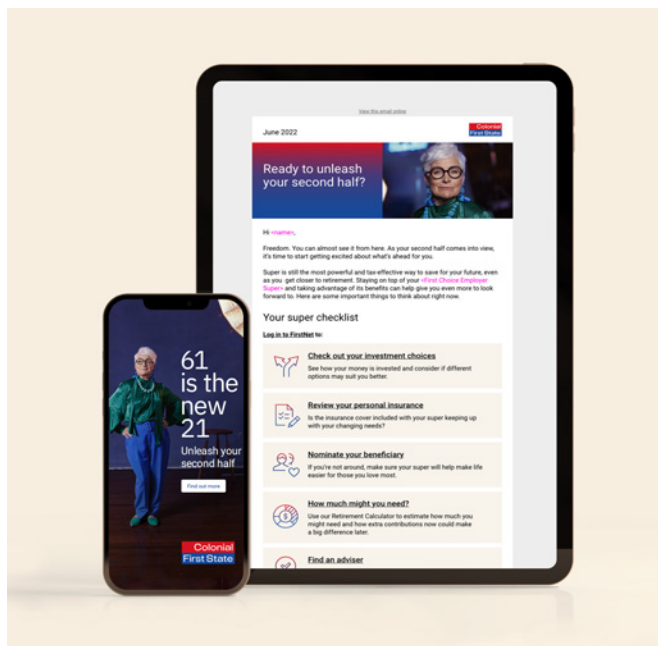 View the email online
June 2022
Colonial
First State
Ready to unleash
your second half?
Hi <name>,
Freedom. You can almost see it from here. As your second half comes into view,
it's time to start getting excited about what's ahead for you.
Super is still the most powerful and tax-effective way to save for your future, even
as you get closer to retirement. Staying on top of your <First Choice Employer
Super> and taking advantage of its benefits can help give you even more to look
forward to. Here are some important things to think about right now.
Your super checklist
Log in to FirstNet to:
Check out your investment choices
See how your money is invested and consider if different
options may suit you better.
Review your personal insurance
Is the insurance cover included with your super keeping up
with your changing needs?
Nominate your beneficiary
If you're not around, make sure your super will help make life
easier for those you love most.
How much might you need?
Use our Retirement Calculator to estimate how much you
might need and how extra contributions now could make
a big difference later.
Find an adviser
61
is the
new
21
Unleash your
second half
Find out more
Colonial
First State